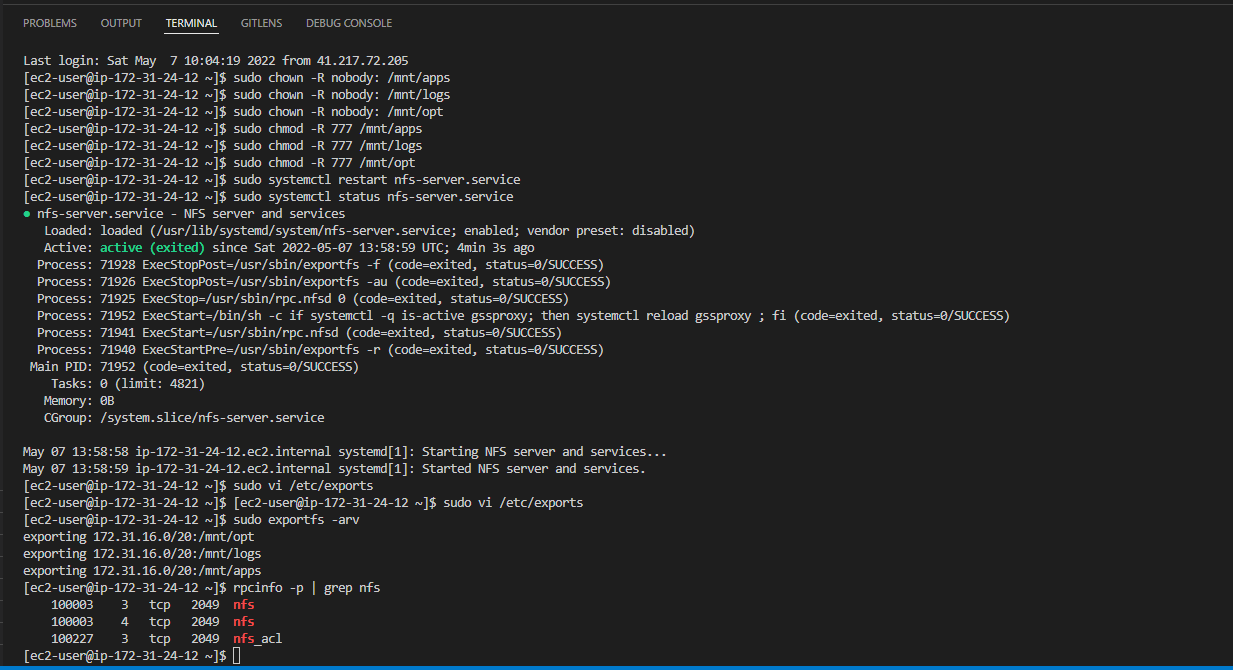 PROBLEMS OUTPUT TERMINAL GITLENS DEBUG CONSOLE
Last login: Sat May  7 10:04:19 2022 from 41.217.72.205
[ec2-user@ip-172-31-24-12 ~]$ sudo chown -R nobody: /mnt/apps
[ec2-user@ip-172-31-24-12 ~]$ sudo chown -R nobody: /mnt/logs
[ec2-user@ip-172-31-24-12 ~]$ sudo chown -R nobody: /mnt/opt
[ec2-user@ip-172-31-24-12 ~]$ sudo chmod -R 777 /mnt/apps
[ec2-user@ip-172-31-24-12 ~]$ sudo chmod -R 777 /mnt/logs
[ec2-user@ip-172-31-24-12 ~]$ sudo chmod -R 777 /mnt/opt
[ec2-user@ip-172-31-24-12 ~]$ sudo systemctl restart nfs-server.service
[ec2-user@ip-172-31-24-12 ~]$ sudo systemctl status nfs-server.service
● nfs-server.service - NFS server and services
   Loaded: loaded (/usr/lib/systemd/system/nfs-server.service; enabled; vendor preset: disabled)
   Active: active (exited) since Sat 2022-05-07 13:58:59 UTC; 4min 3s ago
  Process: 71928 ExecStopPost=/usr/sbin/exportfs -f (code=exited, status=0/SUCCESS)
  Process: 71926 ExecStopPost=/usr/sbin/exportfs -au (code=exited, status=0/SUCCESS)
  Process: 71925 ExecStop=/usr/sbin/rpc.nfsd 0 (code=exited, status=0/SUCCESS)
  Process: 71952 ExecStart=/bin/sh -c if systemctl -q is-active gssproxy; then systemctl reload gssproxy ; fi (code=exited, status=0/SUCCESS)
  Process: 71941 ExecStart=/usr/sbin/rpc.nfsd (code=exited, status=0/SUCCESS)
  Process: 71940 ExecStartPre=/usr/sbin/exportfs -r (code=exited, status=0/SUCCESS)
 Main PID: 71952 (code=exited, status=0/SUCCESS)
    Tasks: 0 (limit: 4821)
   Memory: 0B
   CGroup: /system.slice/nfs-server.service
May 07 13:58:58 ip-172-31-24-12.ec2.internal systemd[1]: Starting NFS server and services...
May 07 13:58:59 ip-172-31-24-12.ec2.internal systemd[1]: Started NFS server and services.
[ec2-user@ip-172-31-24-12 ~]$ sudo vi /etc/exports
[ec2-user@ip-172-31-24-12 ~]$ [ec2-user@ip-172-31-24-12 ~]$ sudo vi /etc/exports
[ec2-user@ip-172-31-24-12 ~]$ sudo exportfs -arv
exporting 172.31.16.0/20:/mnt/opt
exporting 172.31.16.0/20:/mnt/logs
exporting 172.31.16.0/20:/mnt/apps
[ec2-user@ip-172-31-24-12 ~]$ rpcinfo -p | grep nfs
    100003    3   tcp   2049  nfs
    100003    4   tcp   2049  nfs
    100227    3   tcp   2049  nfs_acl
[ec2-user@ip-172-31-24-12 ~]$